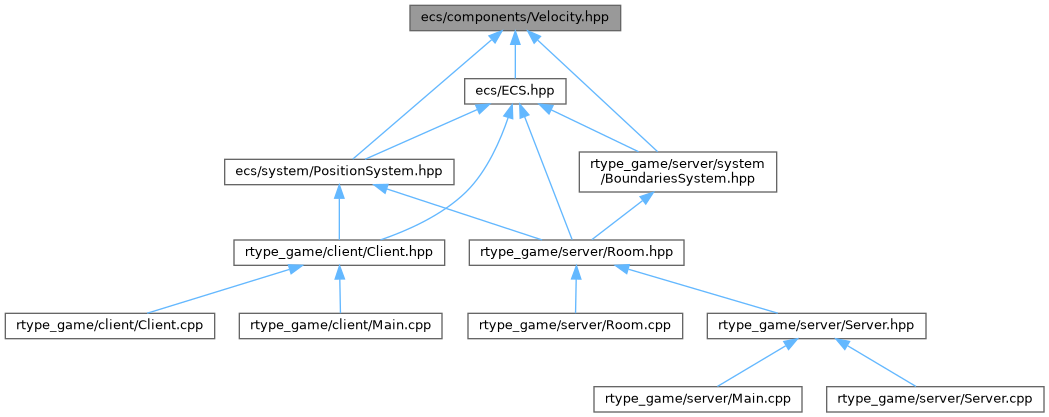 ecs/components/Velocity.hpp
ecs/ECS.hpp
ecs/system/PositionSystem.hpp
rtype_game/server/system
/BoundariesSystem.hpp
rtype_game/client/Client.hpp
rtype_game/server/Room.hpp
rtype_game/client/Client.cpp
rtype_game/client/Main.cpp
rtype_game/server/Room.cpp
rtype_game/server/Server.hpp
rtype_game/server/Main.cpp
rtype_game/server/Server.cpp